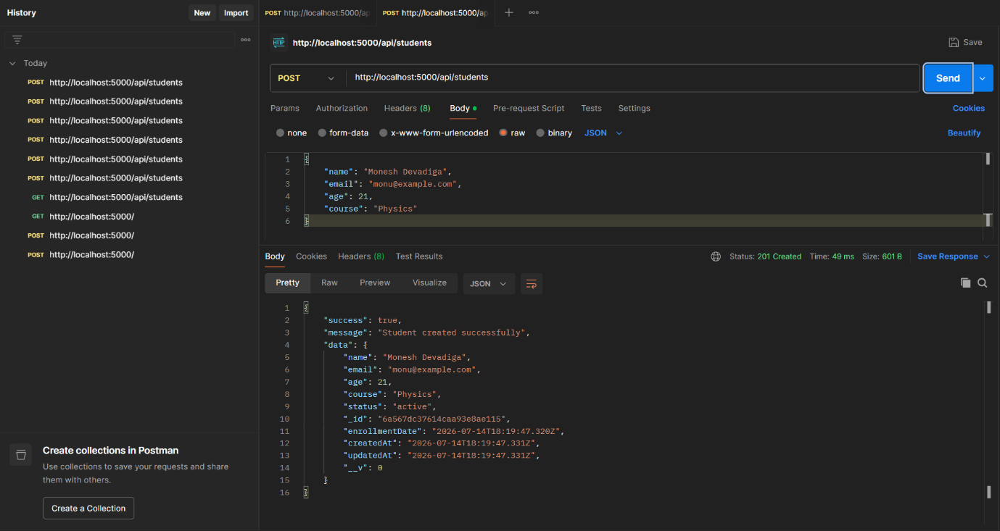 History
New
Import
Today
POST http://localhost:5000/api/students
POST http://localhost:5000/api/students
POST http://localhost:5000/api/students
POST http://localhost:5000/api/students
POST http://localhost:5000/api/students
POST http://localhost:5000/api/students
GET http://localhost:5000/api/students
GET http://localhost:5000/
POST http://localhost:5000/
POST http://localhost:5000/
Create collections in Postman
Use collections to save your requests and share
them with others.
Create a Collection
POST http://localhost:5000/ap
POST http://localhost:5000/ap
HTTP http://localhost:5000/api/students
Save
POST http://localhost:5000/api/students
Send
Params Authorization Headers (8) Body Pre-request Script Tests Settings Cookies
none form-data x-www-form-urlencoded raw binary JSON Beautify
1 {
2 "name": "Monesh Devadiga",
3 "email": "monu@example.com",
4 "age": 21,
5 "course": "Physics"
6 }
Body Cookies Headers (8) Test Results Status: 201 Created Time: 49 ms Size: 601 B Save Response
Pretty Raw Preview Visualize JSON
1 {
2 "success": true,
3 "message": "Student created successfully",
4 "data": {
5 "name": "Monesh Devadiga",
6 "email": "monu@example.com",
7 "age": 21,
8 "course": "Physics",
9 "status": "active",
10 "_id": "6a567dc37614caa93e8ae115",
11 "enrollmentDate": "2026-07-14T18:19:47.320Z",
12 "createdAt": "2026-07-14T18:19:47.331Z",
13 "updatedAt": "2026-07-14T18:19:47.331Z",
14 "__v": 0
15 }
16 }